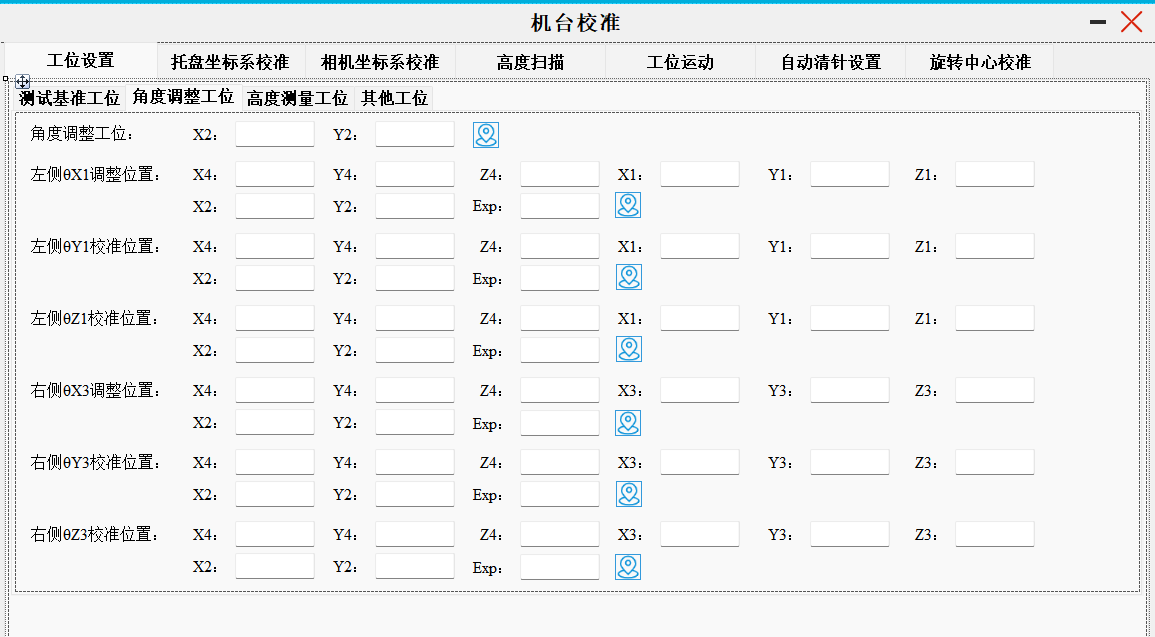 机台校准
工位设置 托盘坐标系校准 相机坐标系校准 高度扫描 工位运动 自动清针设置 旋转中心校准
测试基准工位 角度调整工位 高度测量工位 其他工位
角度调整工位： X2： Y2：
左侧θX1调整位置： X4： Y4： Z4： X1： Y1： Z1：
X2： Y2： Exp：
左侧θY1校准位置： X4： Y4： Z4： X1： Y1： Z1：
X2： Y2： Exp：
左侧θZ1校准位置： X4： Y4： Z4： X1： Y1： Z1：
X2： Y2： Exp：
右侧θX3调整位置： X4： Y4： Z4： X3： Y3： Z3：
X2： Y2： Exp：
右侧θY3校准位置： X4： Y4： Z4： X3： Y3： Z3：
X2： Y2： Exp：
右侧θZ3校准位置： X4： Y4： Z4： X3： Y3： Z3：
X2： Y2： Exp：